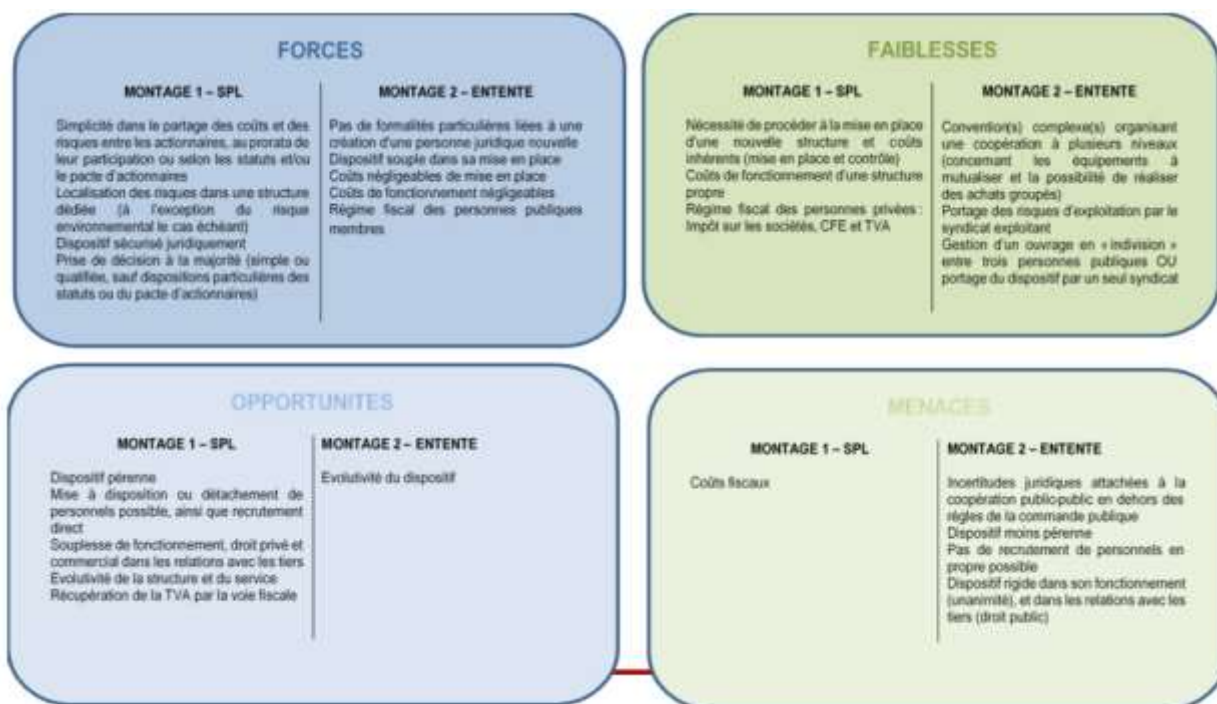 FORCES
MONTAGE 1 – SPL
Simplicité dans le partage des coûts et des
risques entre les actionnaires, au prorata de
leur participation ou selon les statuts et/ou
le pacte d'actionnaires
Localisation des risques dans une structure
dédiée (à l'exception du risque
environnemental le cas échéant)
Dispositif sécurisé juridiquement
Prise de décision à la majorité (simple ou
qualifiée, sauf dispositions particulières des
statuts ou du pacte d'actionnaires)
MONTAGE 2 – ENTENTE
Pas de formalités particulières liées à une
création d'une personne juridique nouvelle
Dispositif souple dans sa mise en place
Coûts négligeables de mise en place
Coûts de fonctionnement négligeables
Régime fiscal des personnes publiques
membres
FAIBLESSES
MONTAGE 1 – SPL
Nécessité de procéder à la mise en place
d'une nouvelle structure et coûts
inhérents (mise en place et contrôle)
Coûts de fonctionnement d'une structure
propre
Régime fiscal des personnes privées :
Impôt sur les sociétés, CFE et TVA
MONTAGE 2 – ENTENTE
Convention(s) complexe(s) organisant
une coopération à plusieurs niveaux
(concernant les équipements à
mutualiser et la possibilité de réaliser
des achats groupés)
Portage des risques d'exploitation par le
syndicat exploitant
Gestion d'un ouvrage en « indivision »
entre trois personnes publiques OU
portage du dispositif par un seul syndicat
OPPORTUNITES
MONTAGE 1 – SPL
Dispositif pérenne
Mise à disposition ou détachement de
personnels possible, ainsi que recrutement
direct
Souplesse de fonctionnement, droit privé et
commercial dans les relations avec les tiers
Evolutivité de la structure et du service
Récupération de la TVA par la voie fiscale
MONTAGE 2 – ENTENTE
Evolutivité du dispositif
MENACES
MONTAGE 1 – SPL
Coûts fiscaux
MONTAGE 2 – ENTENTE
Incertitudes juridiques attachées à la
coopération public-public en dehors des
règles de la commande publique
Dispositif moins pérenne
Pas de recrutement de personnels en
propre possible
Dispositif rigide dans son fonctionnement
(unanimité), et dans les relations avec les
tiers (droit public)